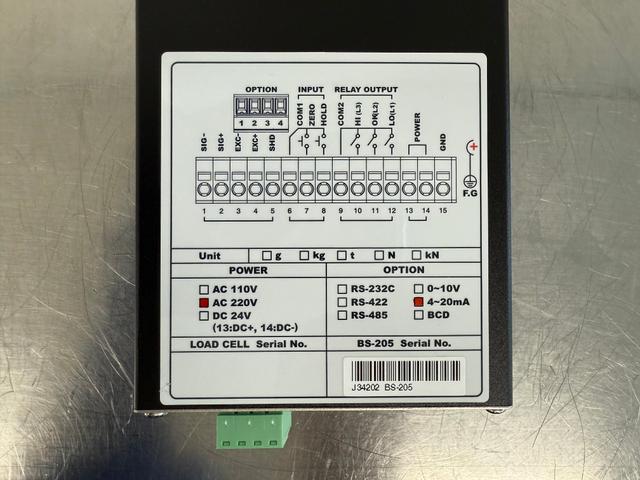 OPTION INPUT RELAY OUTPUT
1 2 3 4
SIG- SIG+ EXC- EXC+ SHD COM1 ZERO HOLD COM2 HI (L3) OK(L2) LO(L1) POWER GND
F.G
1 2 3 4 5 6 7 8 9 10 11 12 13 14 15
Unit g kg t N kN
POWER OPTION
AC 110V RS-232C 0~10V
AC 220V RS-422 4~20mA
DC 24V RS-485 BCD
(13:DC+, 14:DC-)
LOAD CELL Serial No. BS-205 Serial No.
J34202 BS-205